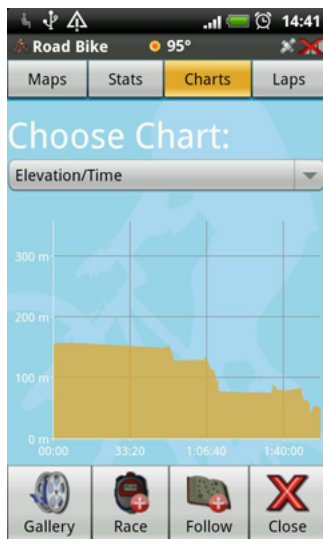 14:41
Road Bike 95°
Maps Stats Charts Laps
Choose Chart:
Elevation/Time
300 m
200 m
100 m
0 m
00:00 33:20 1:06:40 1:40:00
Gallery Race Follow Close